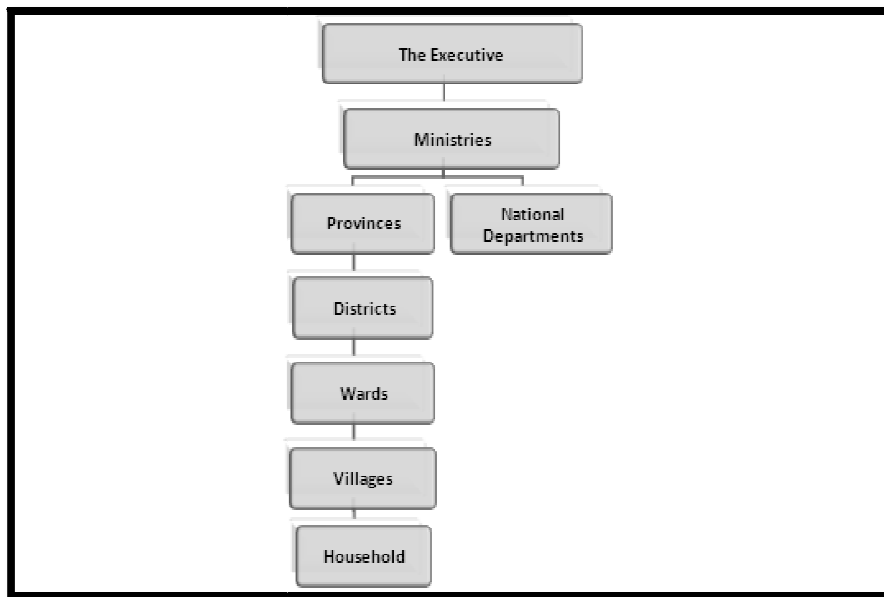 The Executive
Ministries
Provinces
National
Departments
Districts
Wards
Villages
Household